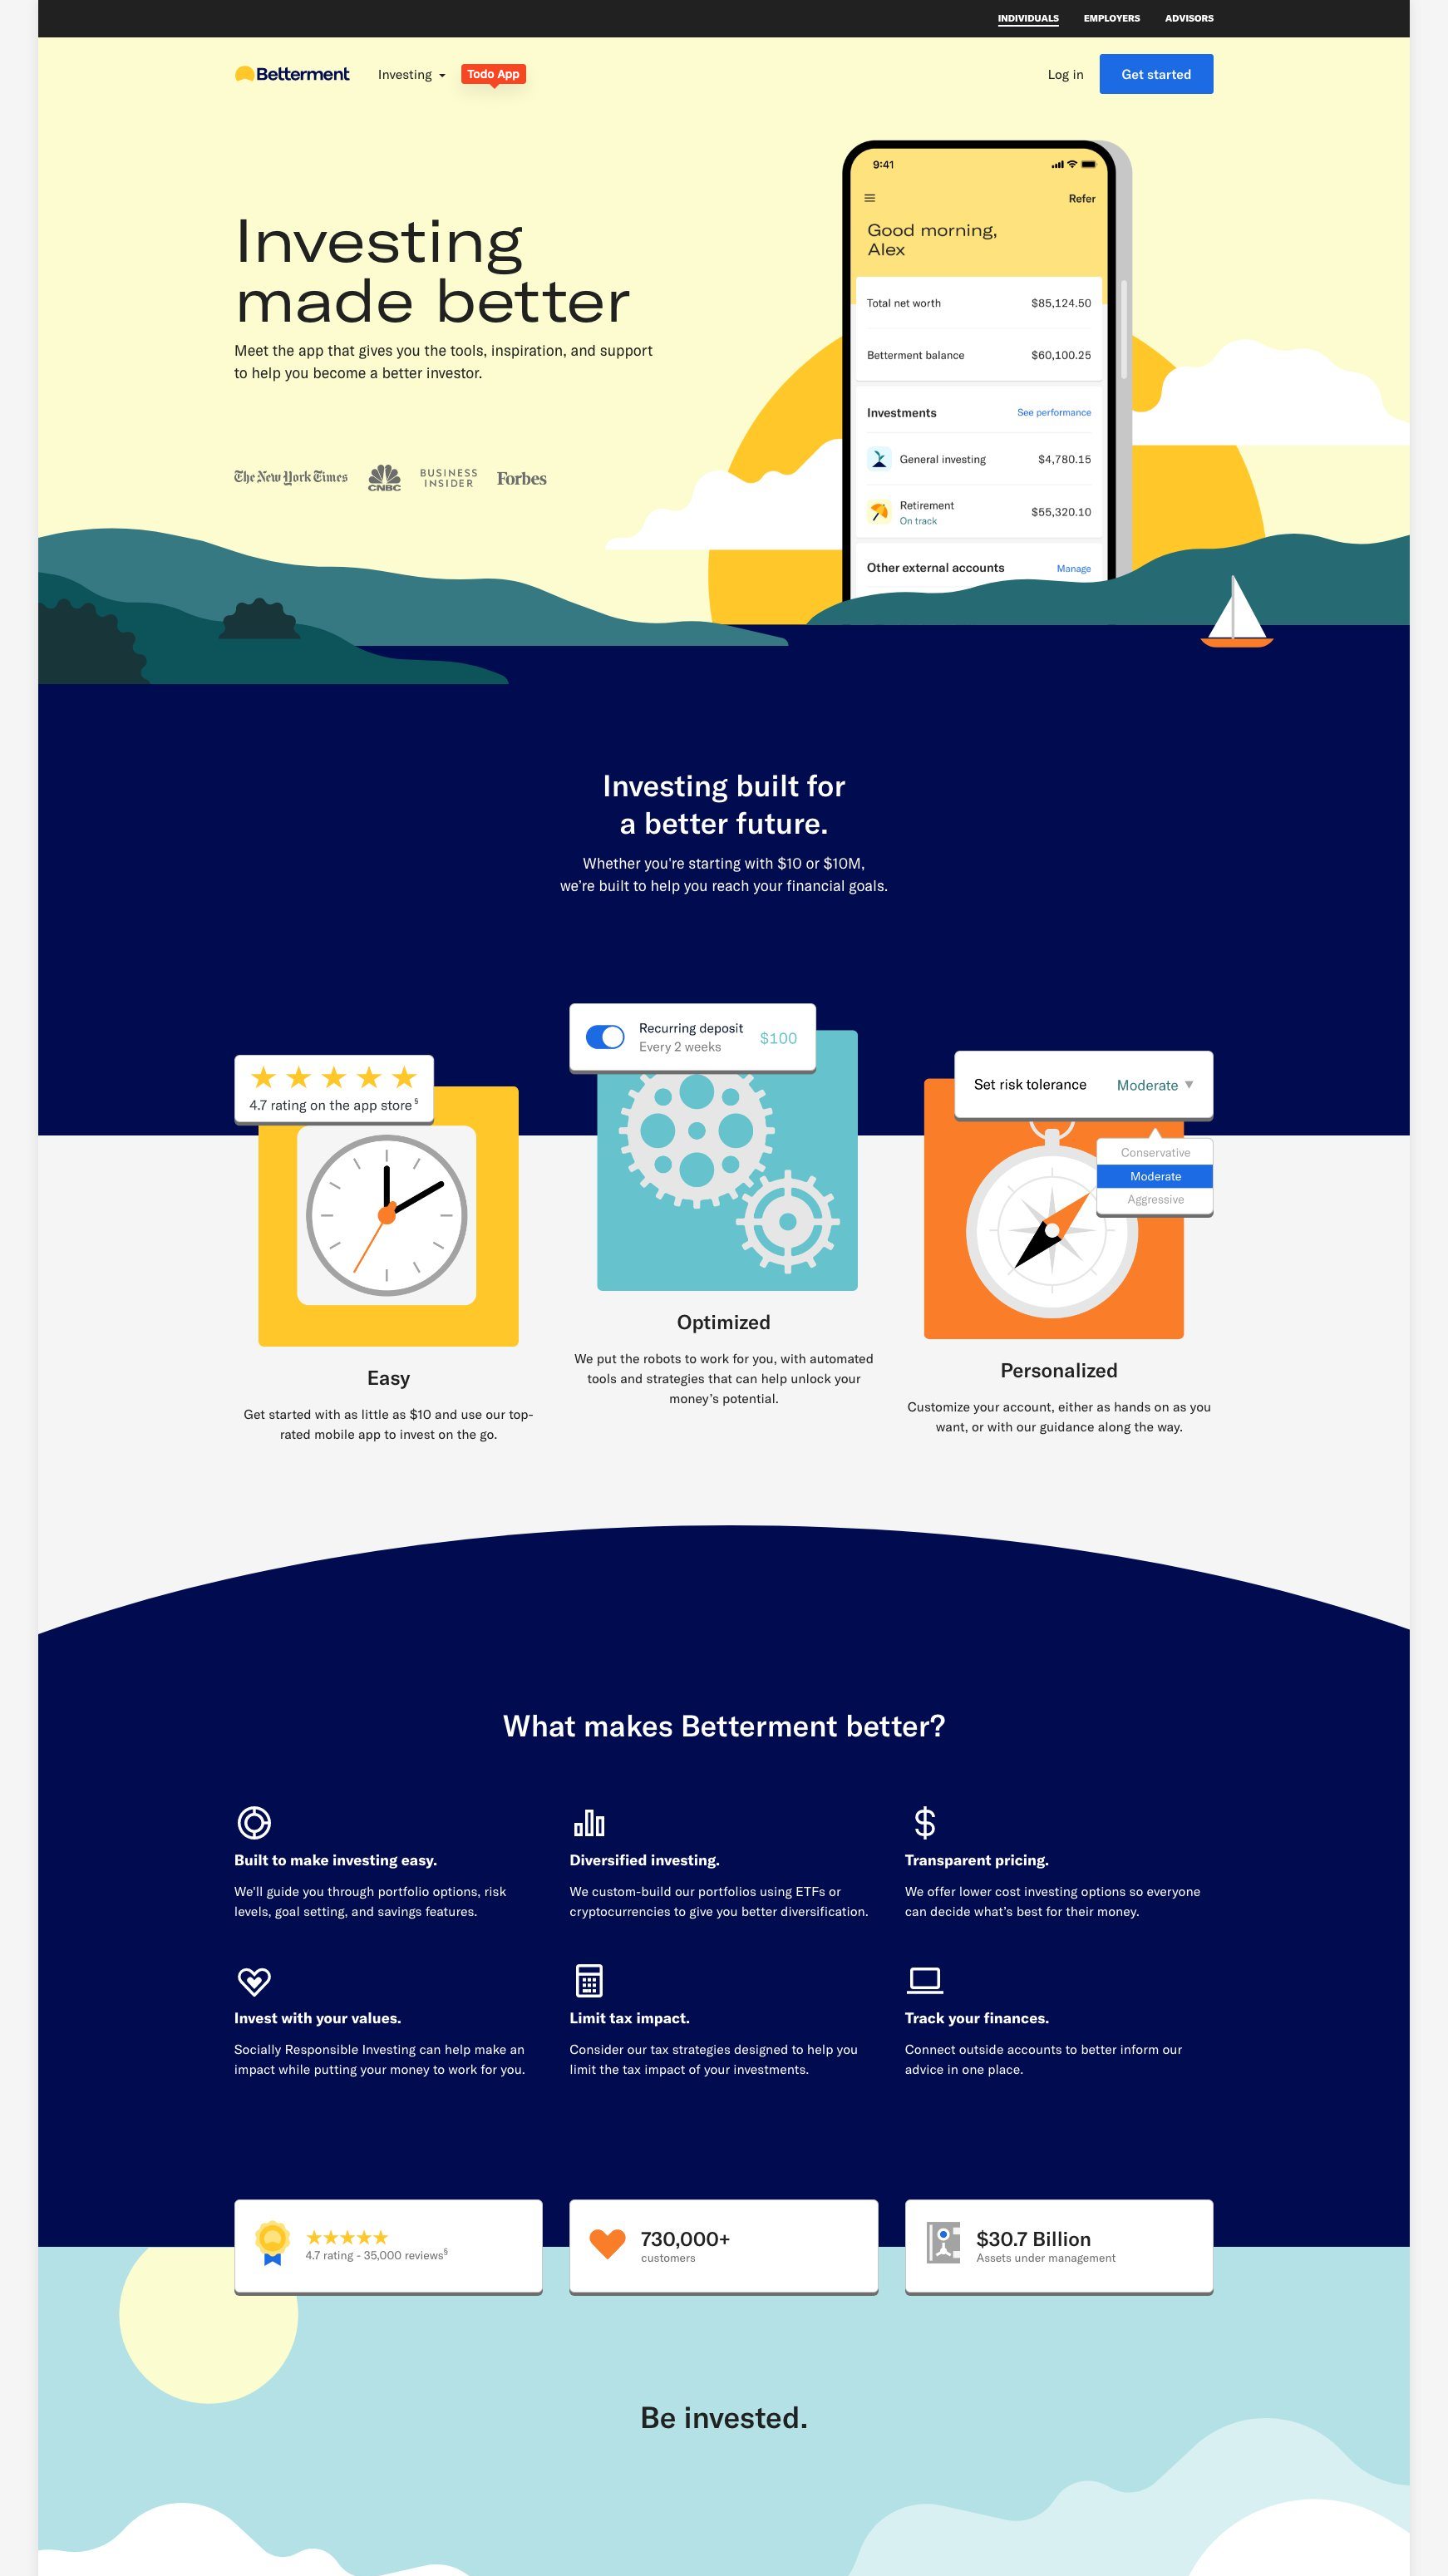 INDIVIDUALS EMPLOYERS ADVISORS
Betterment Investing Todo App Log in Get started
Investing
made better
Meet the app that gives you the tools, inspiration, and support
to help you become a better investor.
The New York Times CNBC BUSINESS INSIDER Forbes
9:41
Refer
Good morning,
Alex
Total net worth $85,124.50
Betterment balance $60,100.25
Investments See performance
General investing $4,780.15
Retirement $55,320.10
On track
Other external accounts Manage
Investing built for
a better future.
Whether you're starting with $10 or $10M,
we're built to help you reach your financial goals.
4.7 rating on the app store§
Easy
Get started with as little as $10 and use our top-
rated mobile app to invest on the go.
Recurring deposit $100
Every 2 weeks
Optimized
We put the robots to work for you, with automated
tools and strategies that can help unlock your
money’s potential.
Set risk tolerance Moderate ▼
Conservative
Moderate
Aggressive
Personalized
Customize your account, either as hands on as you
want, or with our guidance along the way.
What makes Betterment better?
Built to make investing easy.
We'll guide you through portfolio options, risk
levels, goal setting, and savings features.
Diversified investing.
We custom-build our portfolios using ETFs or
cryptocurrencies to give you better diversification.
Transparent pricing.
We offer lower cost investing options so everyone
can decide what’s best for their money.
Invest with your values.
Socially Responsible Investing can help make an
impact while putting your money to work for you.
Limit tax impact.
Consider our tax strategies designed to help you
limit the tax impact of your investments.
Track your finances.
Connect outside accounts to better inform our
advice in one place.
4.7 rating - 35,000 reviews§
730,000+
customers
$30.7 Billion
Assets under management
Be invested.